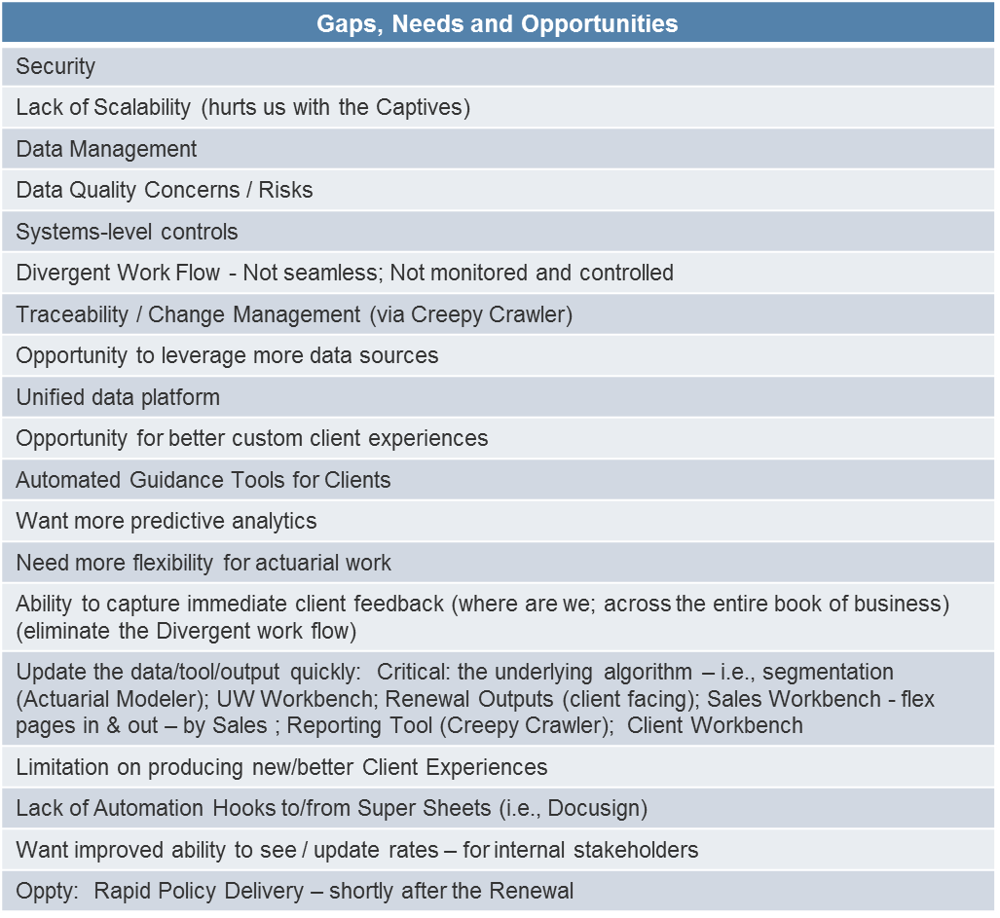 Gaps, Needs and Opportunities
Security
Lack of Scalability (hurts us with the Captives)
Data Management
Data Quality Concerns / Risks
Systems-level controls
Divergent Work Flow - Not seamless; Not monitored and controlled
Traceability / Change Management (via Creepy Crawler)
Opportunity to leverage more data sources
Unified data platform
Opportunity for better custom client experiences
Automated Guidance Tools for Clients
Want more predictive analytics
Need more flexibility for actuarial work
Ability to capture immediate client feedback (where are we; across the entire book of business)
(eliminate the Divergent work flow)
Update the data/tool/output quickly: Critical: the underlying algorithm – i.e., segmentation
(Actuarial Modeler); UW Workbench; Renewal Outputs (client facing); Sales Workbench - flex
pages in & out – by Sales ; Reporting Tool (Creepy Crawler); Client Workbench
Limitation on producing new/better Client Experiences
Lack of Automation Hooks to/from Super Sheets (i.e., Docusign)
Want improved ability to see / update rates – for internal stakeholders
Oppty: Rapid Policy Delivery – shortly after the Renewal